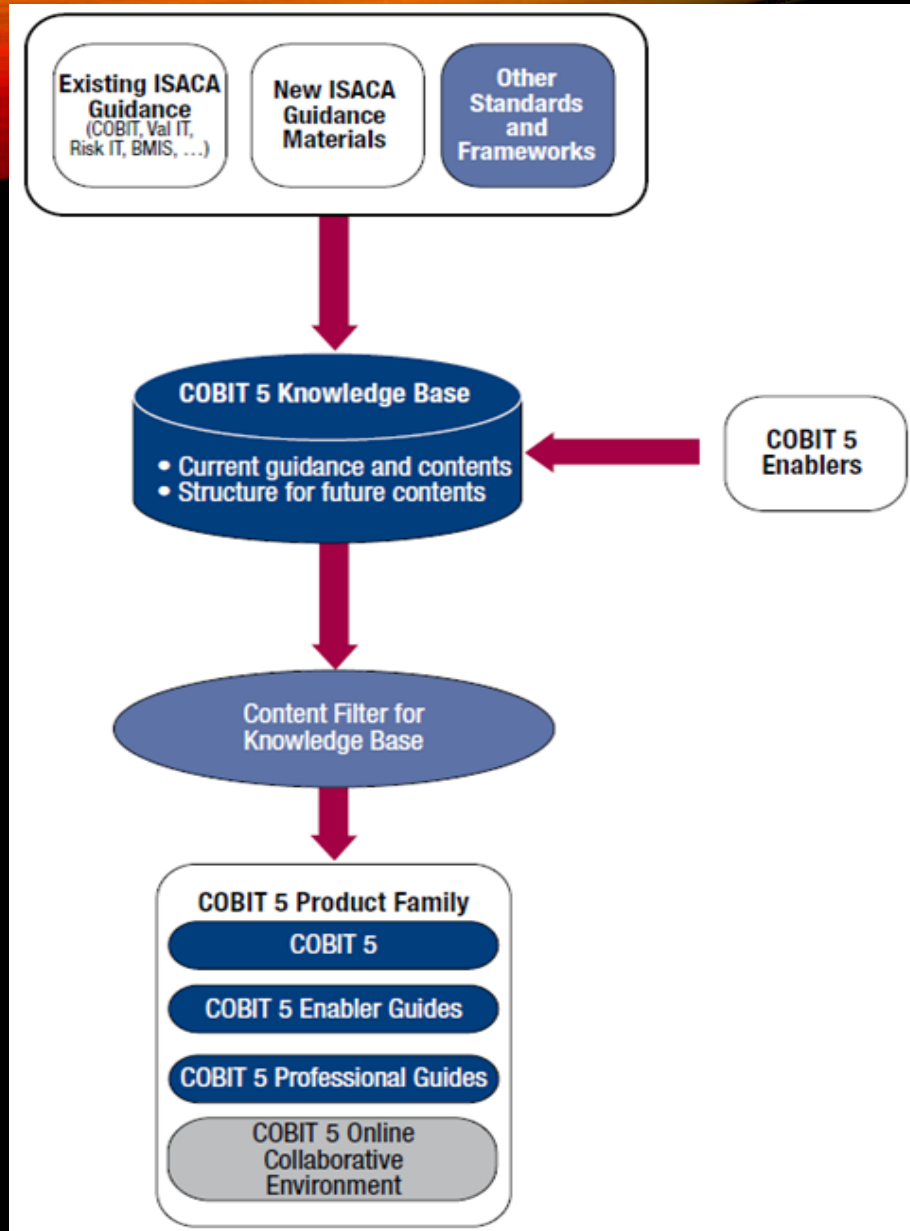 Existing ISACA
Guidance
(COBIT, Val IT,
Risk IT, BMIS, …)
New ISACA
Guidance
Materials
Other
Standards
and
Frameworks
COBIT 5 Knowledge Base
• Current guidance and contents
• Structure for future contents
COBIT 5
Enablers
Content Filter for
Knowledge Base
COBIT 5 Product Family
COBIT 5
COBIT 5 Enabler Guides
COBIT 5 Professional Guides
COBIT 5 Online
Collaborative
Environment